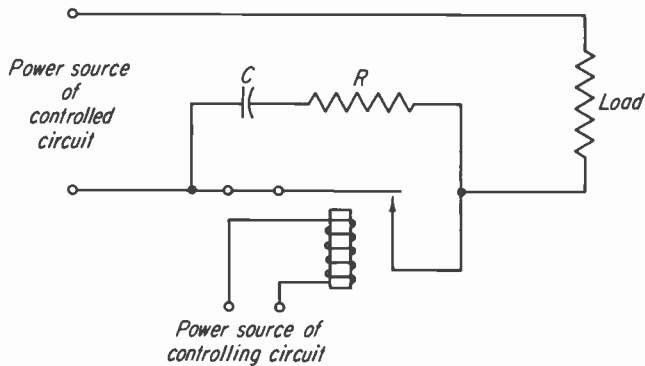 Power source
of
controlled
circuit
C
R
Load
Power source of
controlling circuit